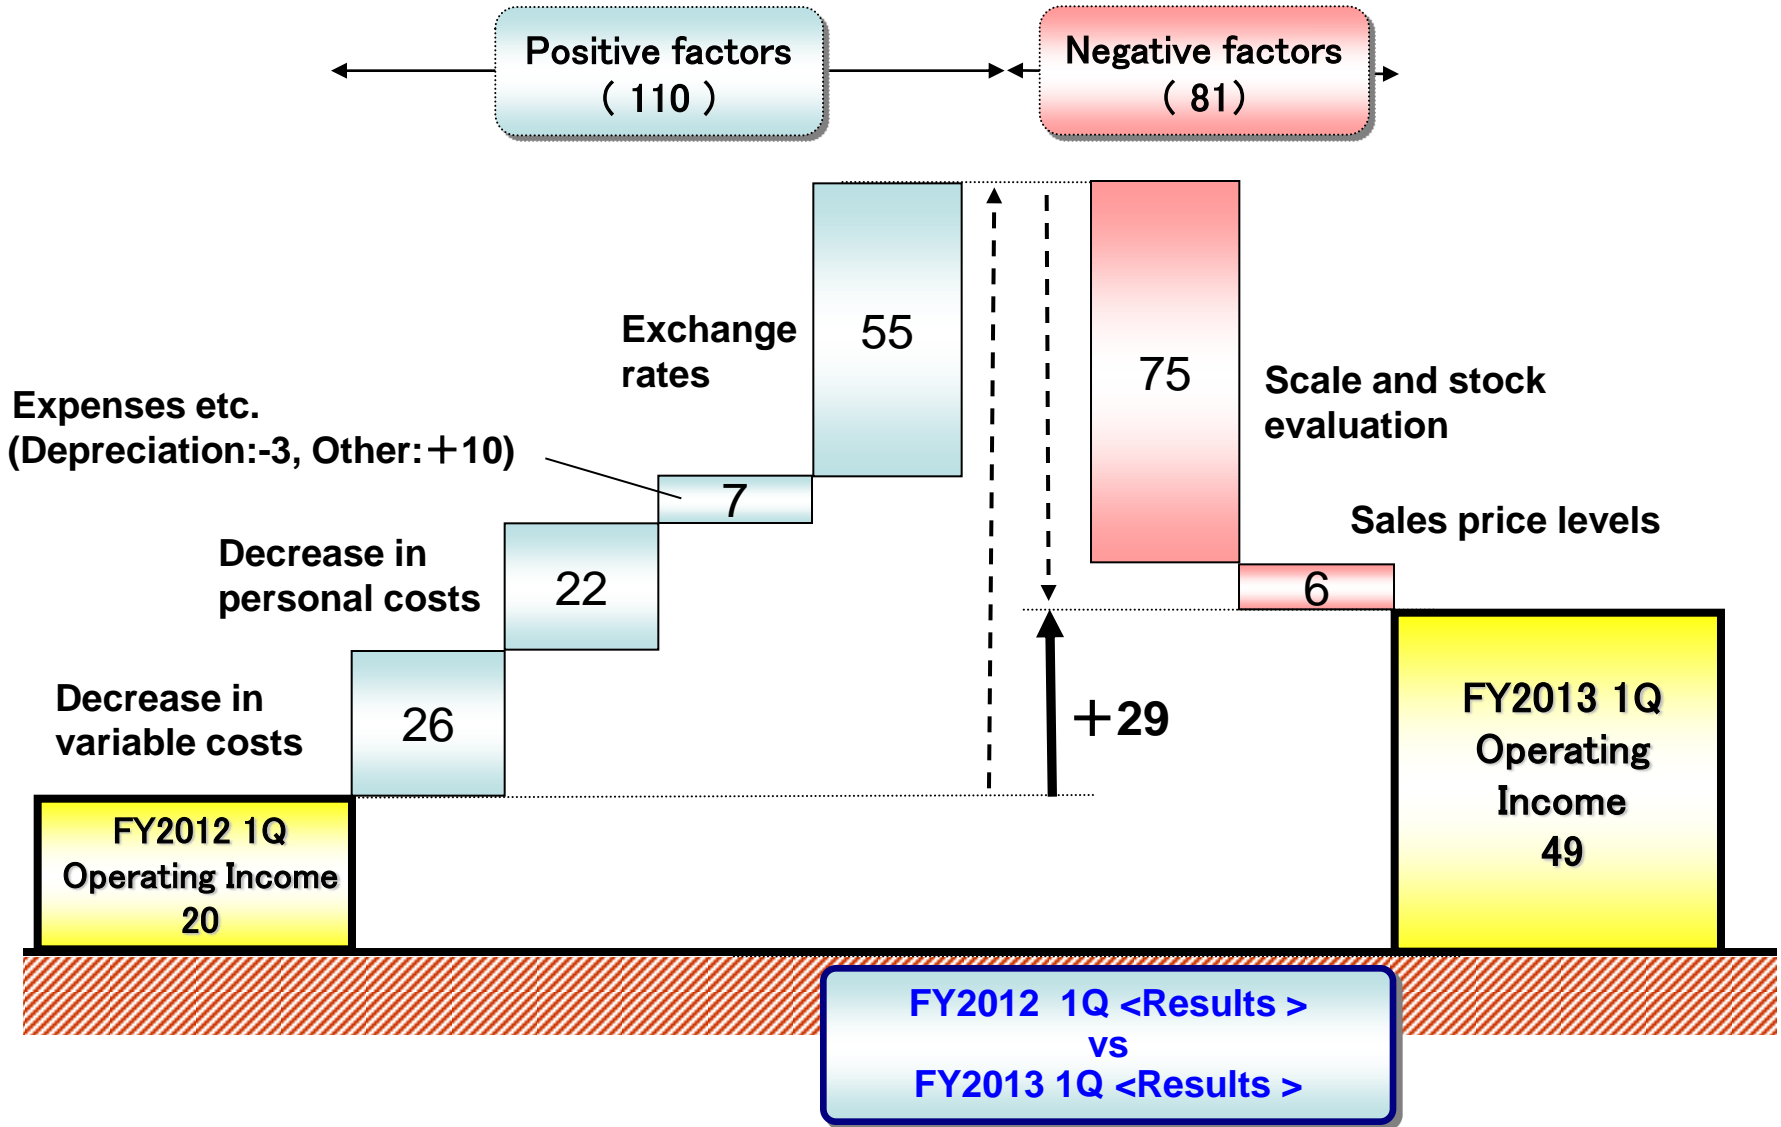 Positive factors
( 110 )
Negative factors
( 81)
Exchange
rates
55
75
Scale and stock
evaluation
Expenses etc.
(Depreciation:-3, Other:＋10)
7
Sales price levels
6
Decrease in
personal costs
22
Decrease in
variable costs
26
＋29
FY2012 1Q
Operating Income
20
FY2013 1Q
Operating
Income
49
FY2012 1Q <Results >
vs
FY2013 1Q <Results >